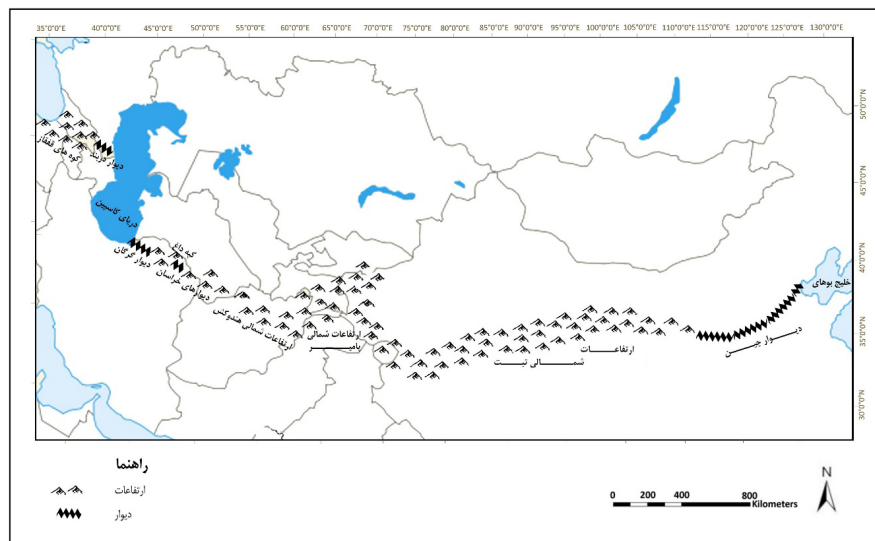 35°0'0"E 40°0'0"E 45°0'0"E 50°0'0"E 55°0'0"E 60°0'0"E 65°0'0"E 70°0'0"E 75°0'0"E 80°0'0"E 85°0'0"E 90°0'0"E 95°0'0"E 100°0'0"E 105°0'0"E 110°0'0"E 115°0'0"E 120°0'0"E 125°0'0"E 130°0'0"E
50°0'0"N
45°0'0"N
40°0'0"N
35°0'0"N
30°0'0"N
کوه های قفقاز
دیوار دربند
دریای کاسپین
دیوار گرگان
کپه داغ
دیوارهای خراسان
ارتفاعات شمالی هندوکش
ارتفاعات شمالی
پامیر
ارتفاعات
شمالی تبت
دیوار چین
خلیج بوهای
راهنما
ارتفاعات
دیوار
N
0 200 400 800
Kilometers